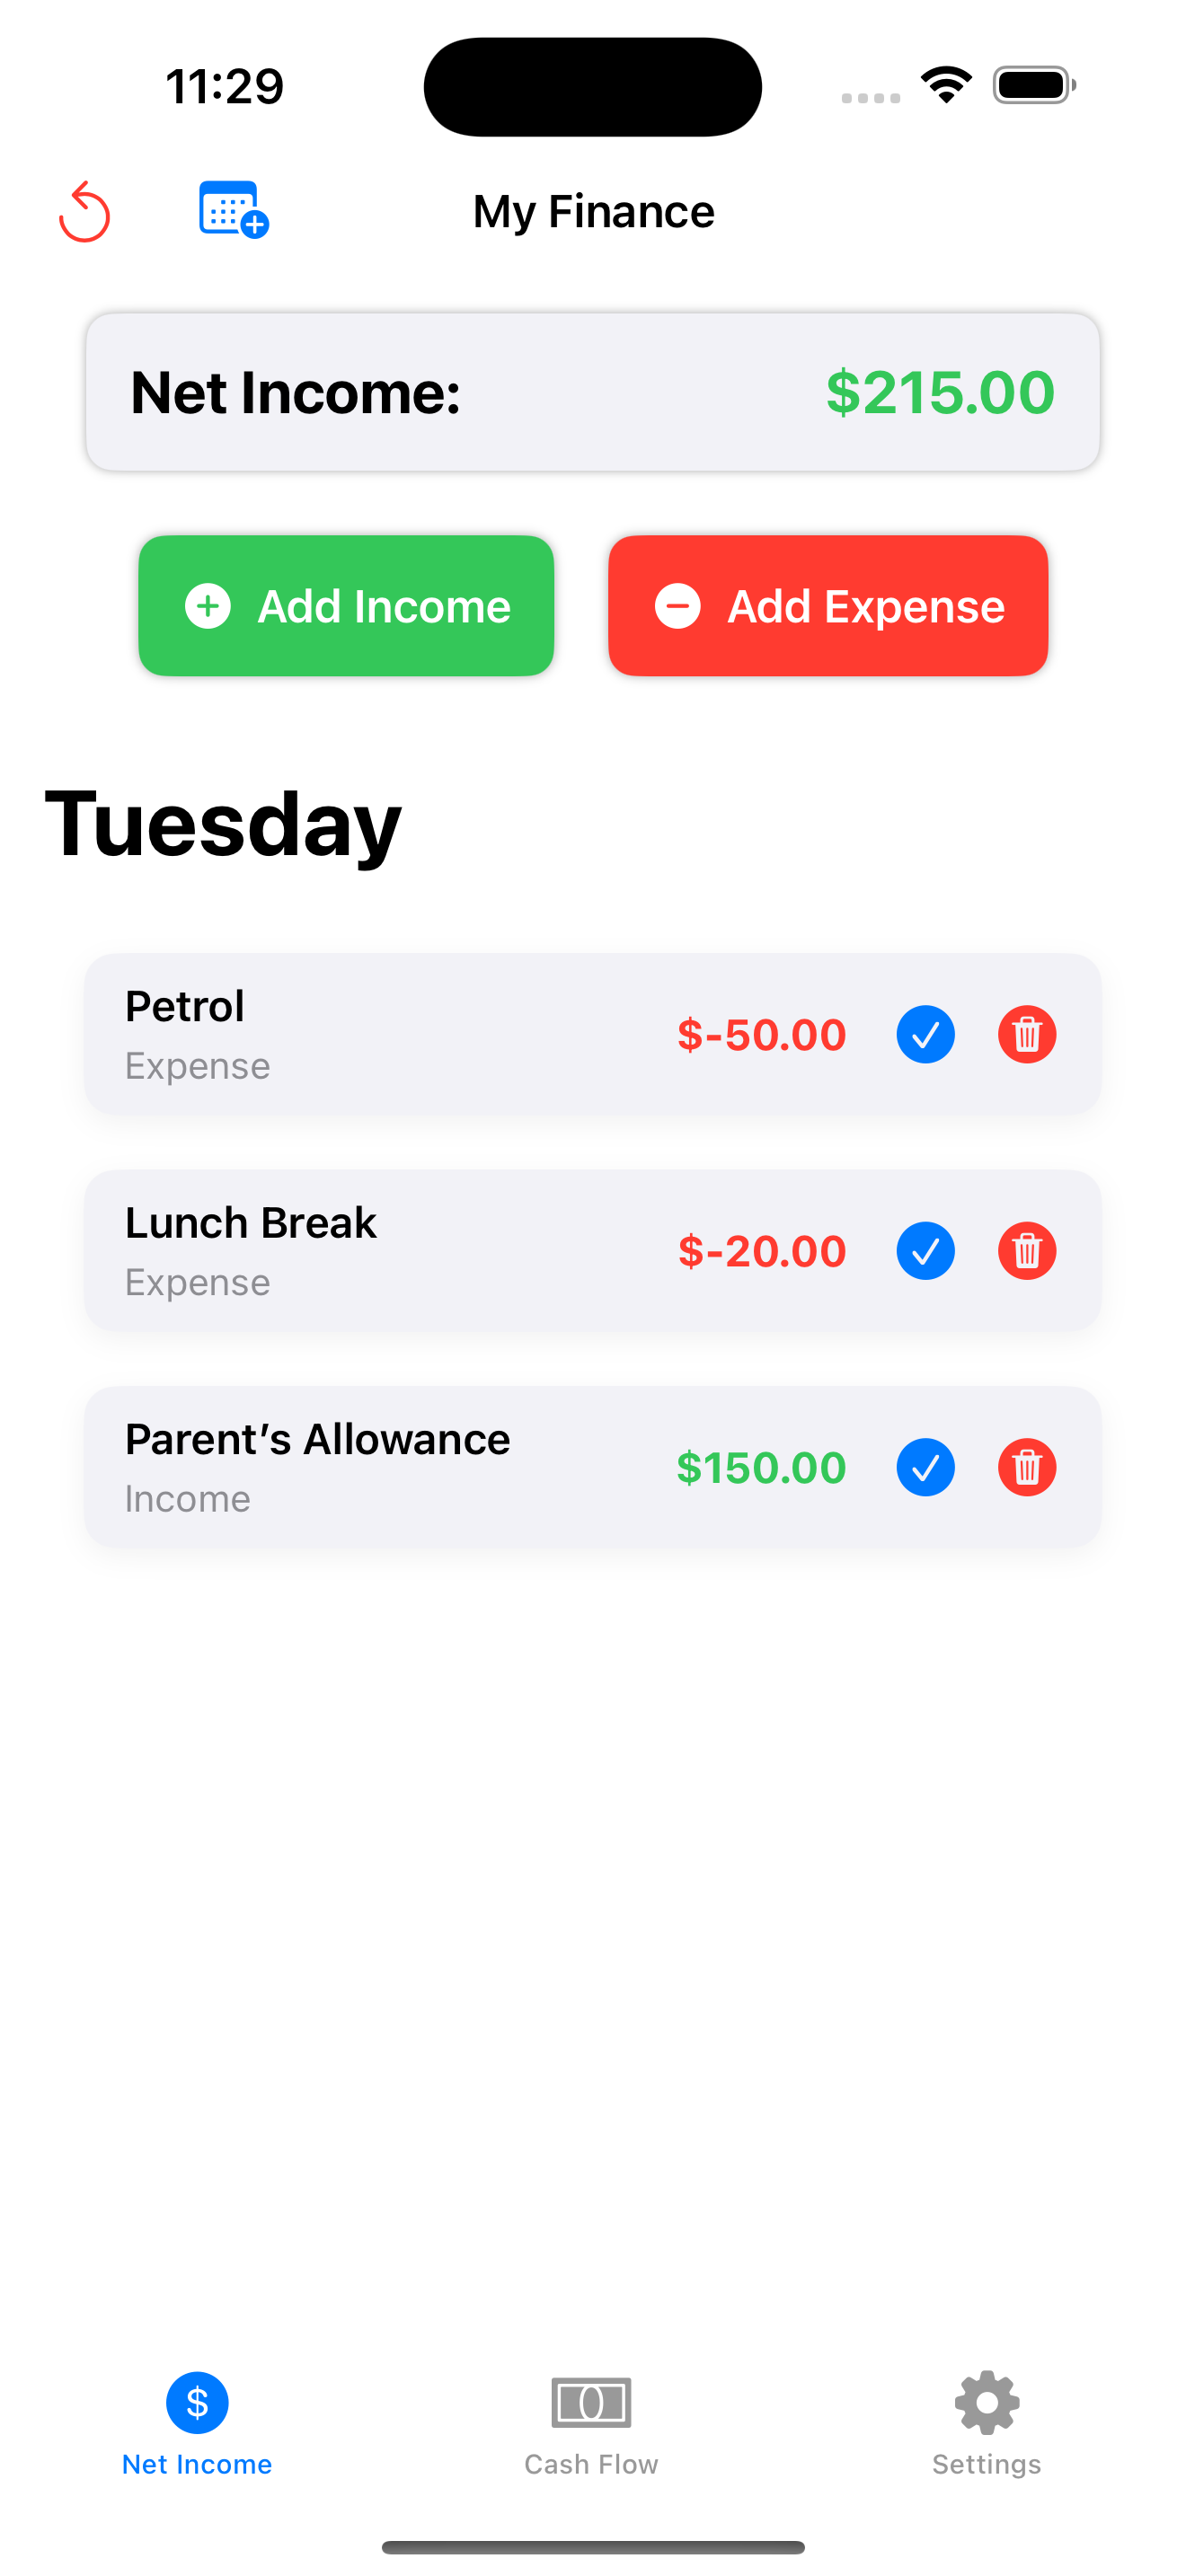 11:29
My Finance
Net Income: $215.00
Add Income Add Expense
Tuesday
Petrol
Expense
$-50.00
Lunch Break
Expense
$-20.00
Parent’s Allowance
Income
$150.00
Net Income Cash Flow Settings